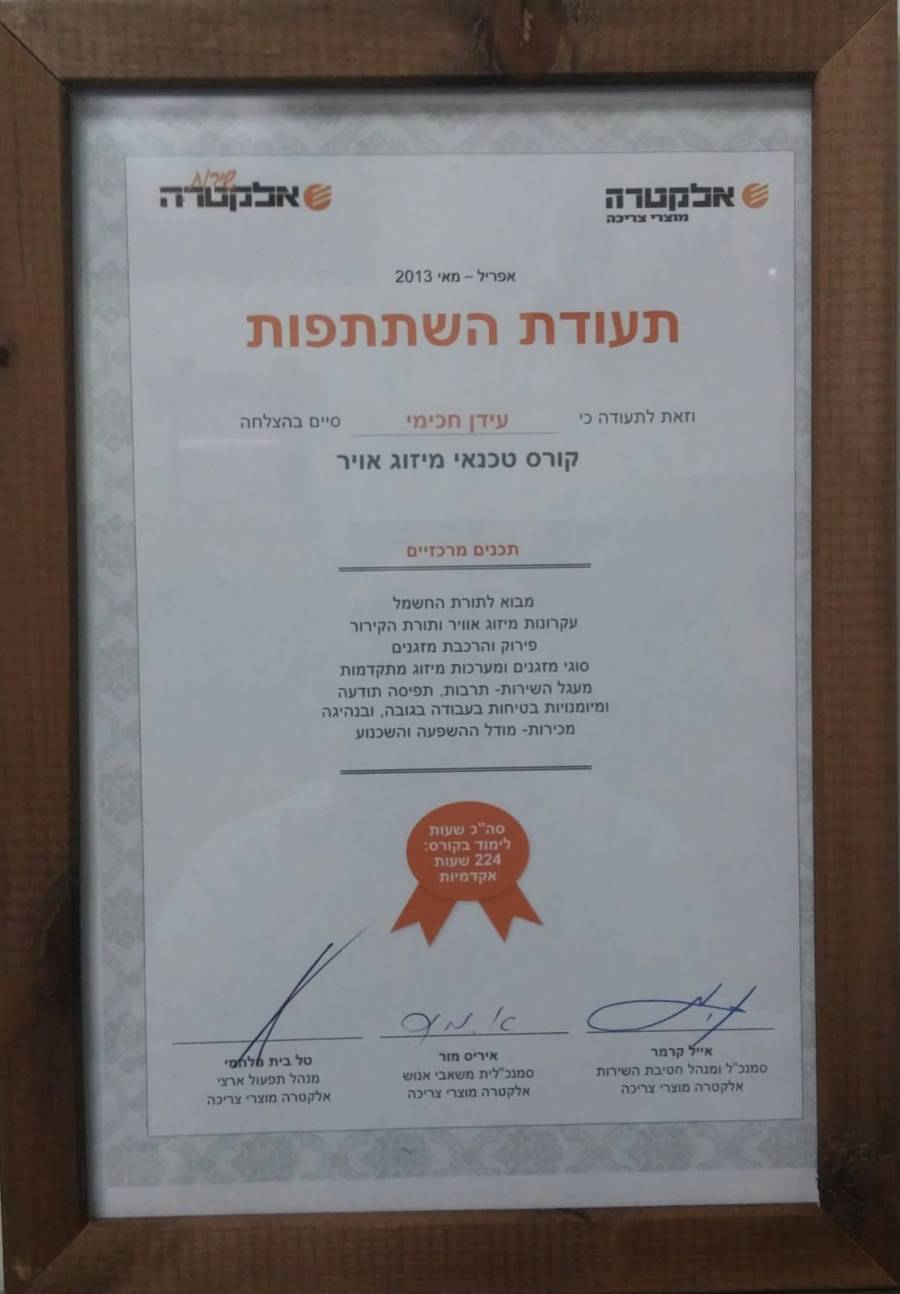 אלקטרה
מוצרי צריכה
שירות
אלקטרה
אפריל – מאי 2013
תעודת השתתפות
וזאת לתעודה כי עידן חכימי סיים בהצלחה
קורס טכנאי מיזוג אויר
תכנים מרכזיים
מבוא לתורת החשמל
עקרונות מיזוג אוויר ותורת הקירור
פירוק והרכבת מזגנים
סוגי מזגנים ומערכות מיזוג מתקדמות
מעגל השירות- תרבות, תפיסה תודעה
ומיומנויות בטיחות בעבודה בגובה, ובנהיגה
מכירות- מודל ההשפעה והשכנוע
סה"כ שעות
לימוד בקורס:
224 שעות
אקדמיות
אייל קרמר
סמנכ"ל ומנהל חטיבת השירות
אלקטרה מוצרי צריכה
איריס מור
סמנכ"לית משאבי אנוש
אלקטרה מוצרי צריכה
טל בית מלחמי
מנהל תפעול ארצי
אלקטרה מוצרי צריכה